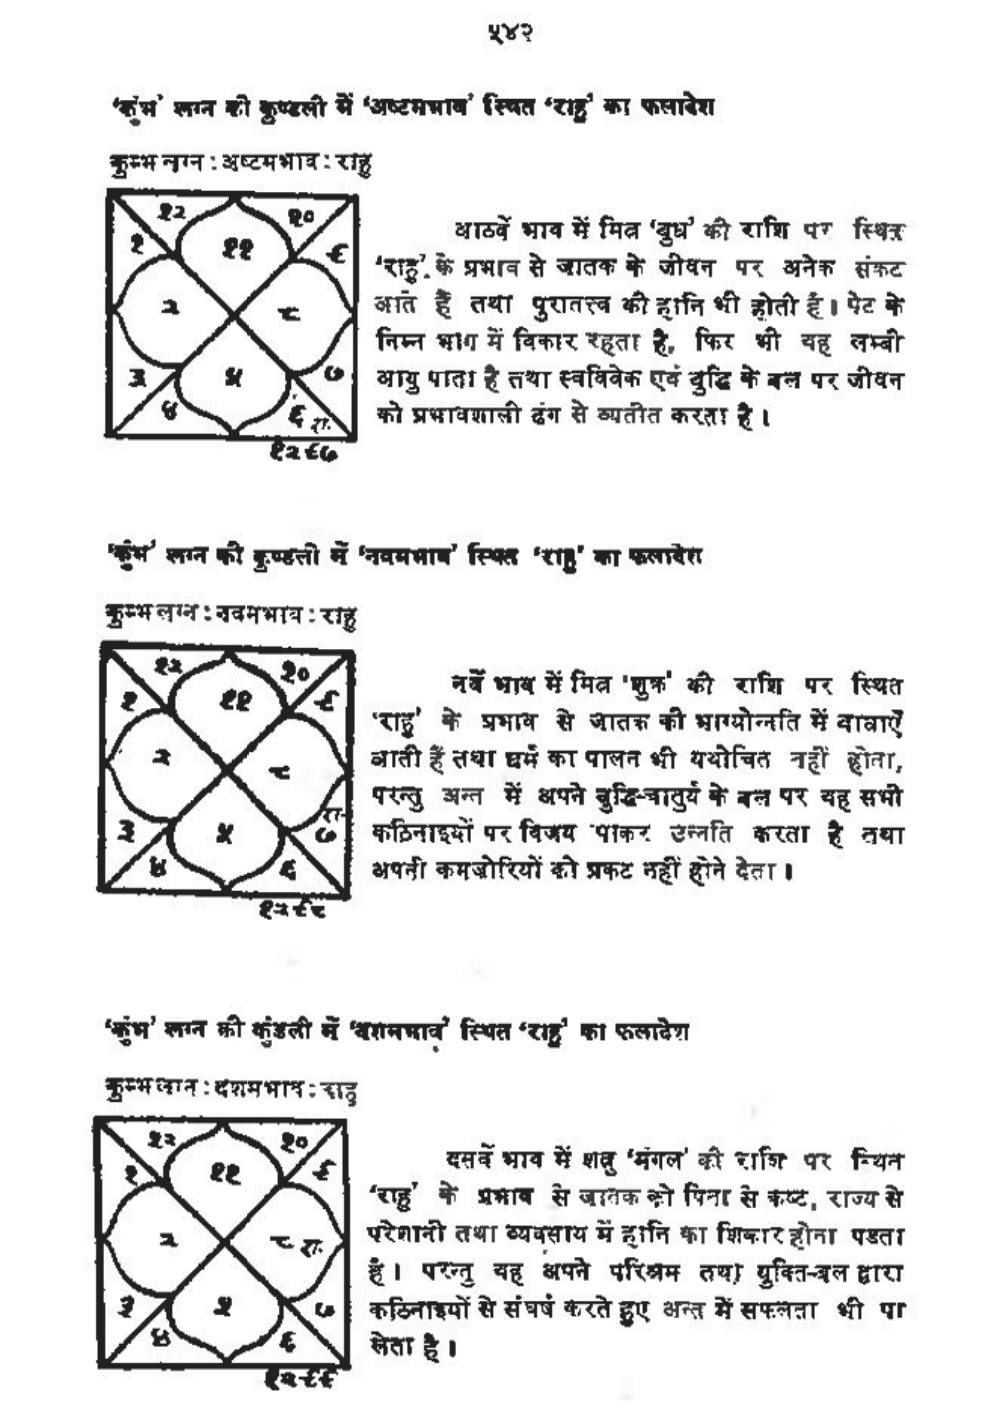 ५४२
‘कुंभ’ लग्न की कुण्डली में ‘अष्टमभाव’ स्थित ‘राहु’ का फलादेश
कुम्भ लग्न : अष्टमभाव : राहु
१२ १०
१ ११ ९
२ ८
३ ५ ७
४ ६ रा.
१२९७
आठवें भाव में मित्र ‘बुध’ की राशि पर स्थित
‘राहु’ के प्रभाव से जातक के जीवन पर अनेक संकट
आते हैं तथा पुरातत्त्व की हानि भी होती है। पेट के
निम्न भाग में विकार रहता है, फिर भी वह लम्बी
आयु पाता है तथा स्वविवेक एवं बुद्धि के बल पर जीवन
को प्रभावशाली ढंग से व्यतीत करता है।
‘कुंभ’ लग्न की कुण्डली में ‘नवमभाव’ स्थित ‘राहु’ का फलादेश
कुम्भ लग्न : नवमभाव : राहु
१२ १०
१ ११ ९
२ ८
रा.
३ ५ ७
४ ६
१२९८
नवें भाव में मित्र ‘शुक्र’ की राशि पर स्थित
‘राहु’ के प्रभाव से जातक की भाग्योन्नति में बाधाएँ
आती हैं तथा धर्म का पालन भी यथोचित नहीं होता,
परन्तु अन्त में अपने बुद्धि-चातुर्य के बल पर वह सभी
कठिनाइयों पर विजय पाकर उन्नति करता है तथा
अपनी कमजोरियों को प्रकट नहीं होने देता।
‘कुंभ’ लग्न की कुंडली में ‘दशमभाव’ स्थित ‘राहु’ का फलादेश
कुम्भ लग्न : दशमभाव : राहु
१२ १०
१ ११ ९
२ ८ रा.
३ ५ ७
४ ६
१२९९
दसवें भाव में शत्रु ‘मंगल’ की राशि पर स्थित
‘राहु’ के प्रभाव से जातक को पिता से कष्ट, राज्य से
परेशानी तथा व्यवसाय में हानि का शिकार होना पडता
है। परन्तु वह अपने परिश्रम तथा युक्ति-बल द्वारा
कठिनाइयों से संघर्ष करते हुए अन्त में सफलता भी पा
लेता है।